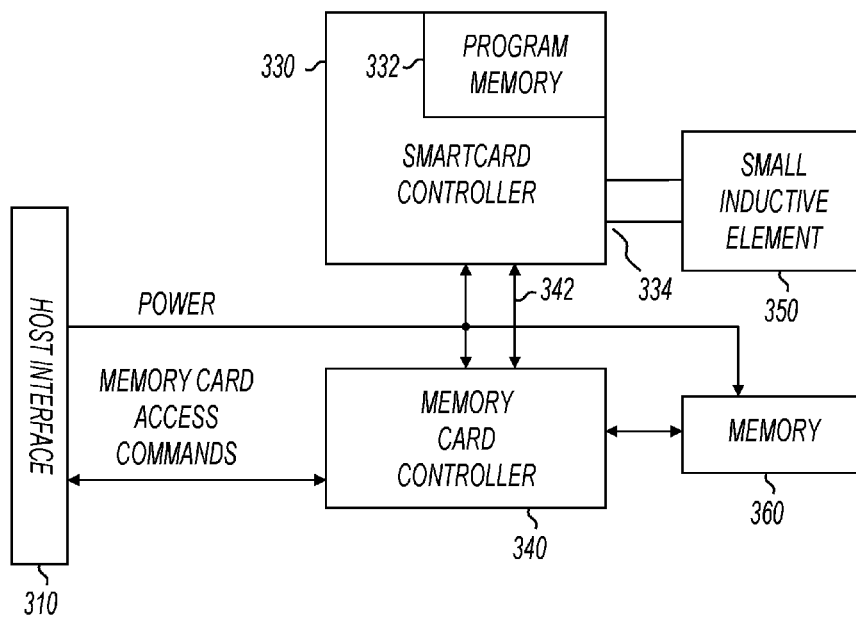 330
332
PROGRAM
MEMORY
SMARTCARD
CONTROLLER
SMALL
INDUCTIVE
ELEMENT
334
350
342
HOST INTERFACE
POWER
MEMORY CARD
ACCESS
COMMANDS
MEMORY
CARD
CONTROLLER
MEMORY
360
340
310